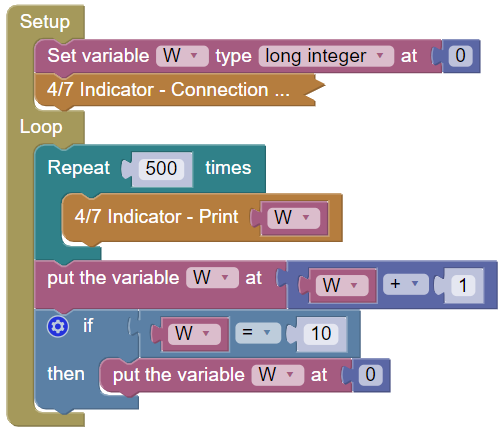 Setup
Set variable W type long integer at 0
4/7 Indicator - Connection ...
Loop
Repeat 500 times
4/7 Indicator - Print W
put the variable W at W + 1
if W = 10
then put the variable W at 0